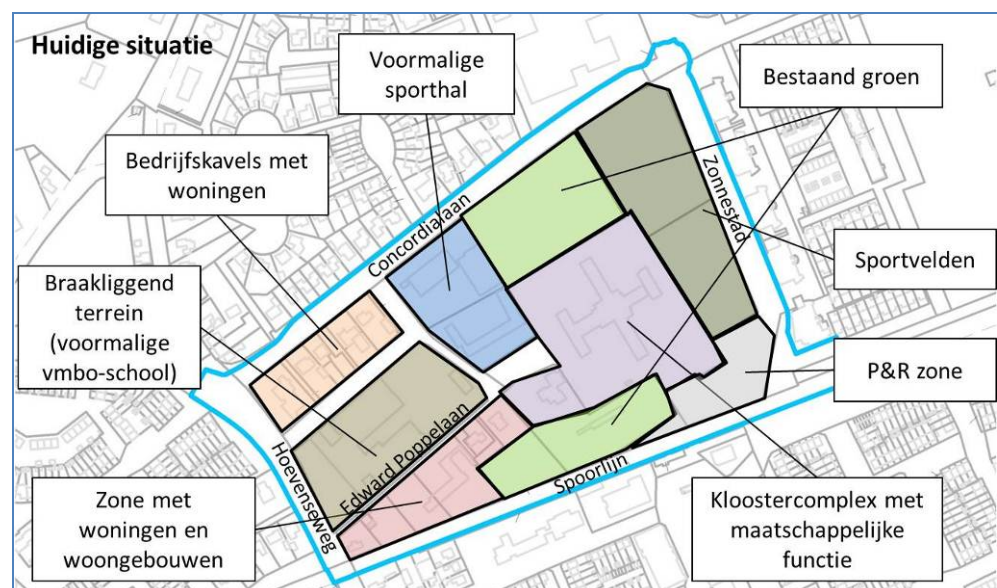 Huidige situatie
Voormalige
sporthal
Bestaand groen
Bedrijfskavels met
woningen
Concordialaan
Zonnestad
Braakliggend
terrein
(voormalige
vmbo-school)
Sportvelden
P&R zone
Edward Poppelaan
Hoevenseweg
Spoorlijn
Zone met
woningen en
woongebouwen
Kloostercomplex met
maatschappelijke
functie